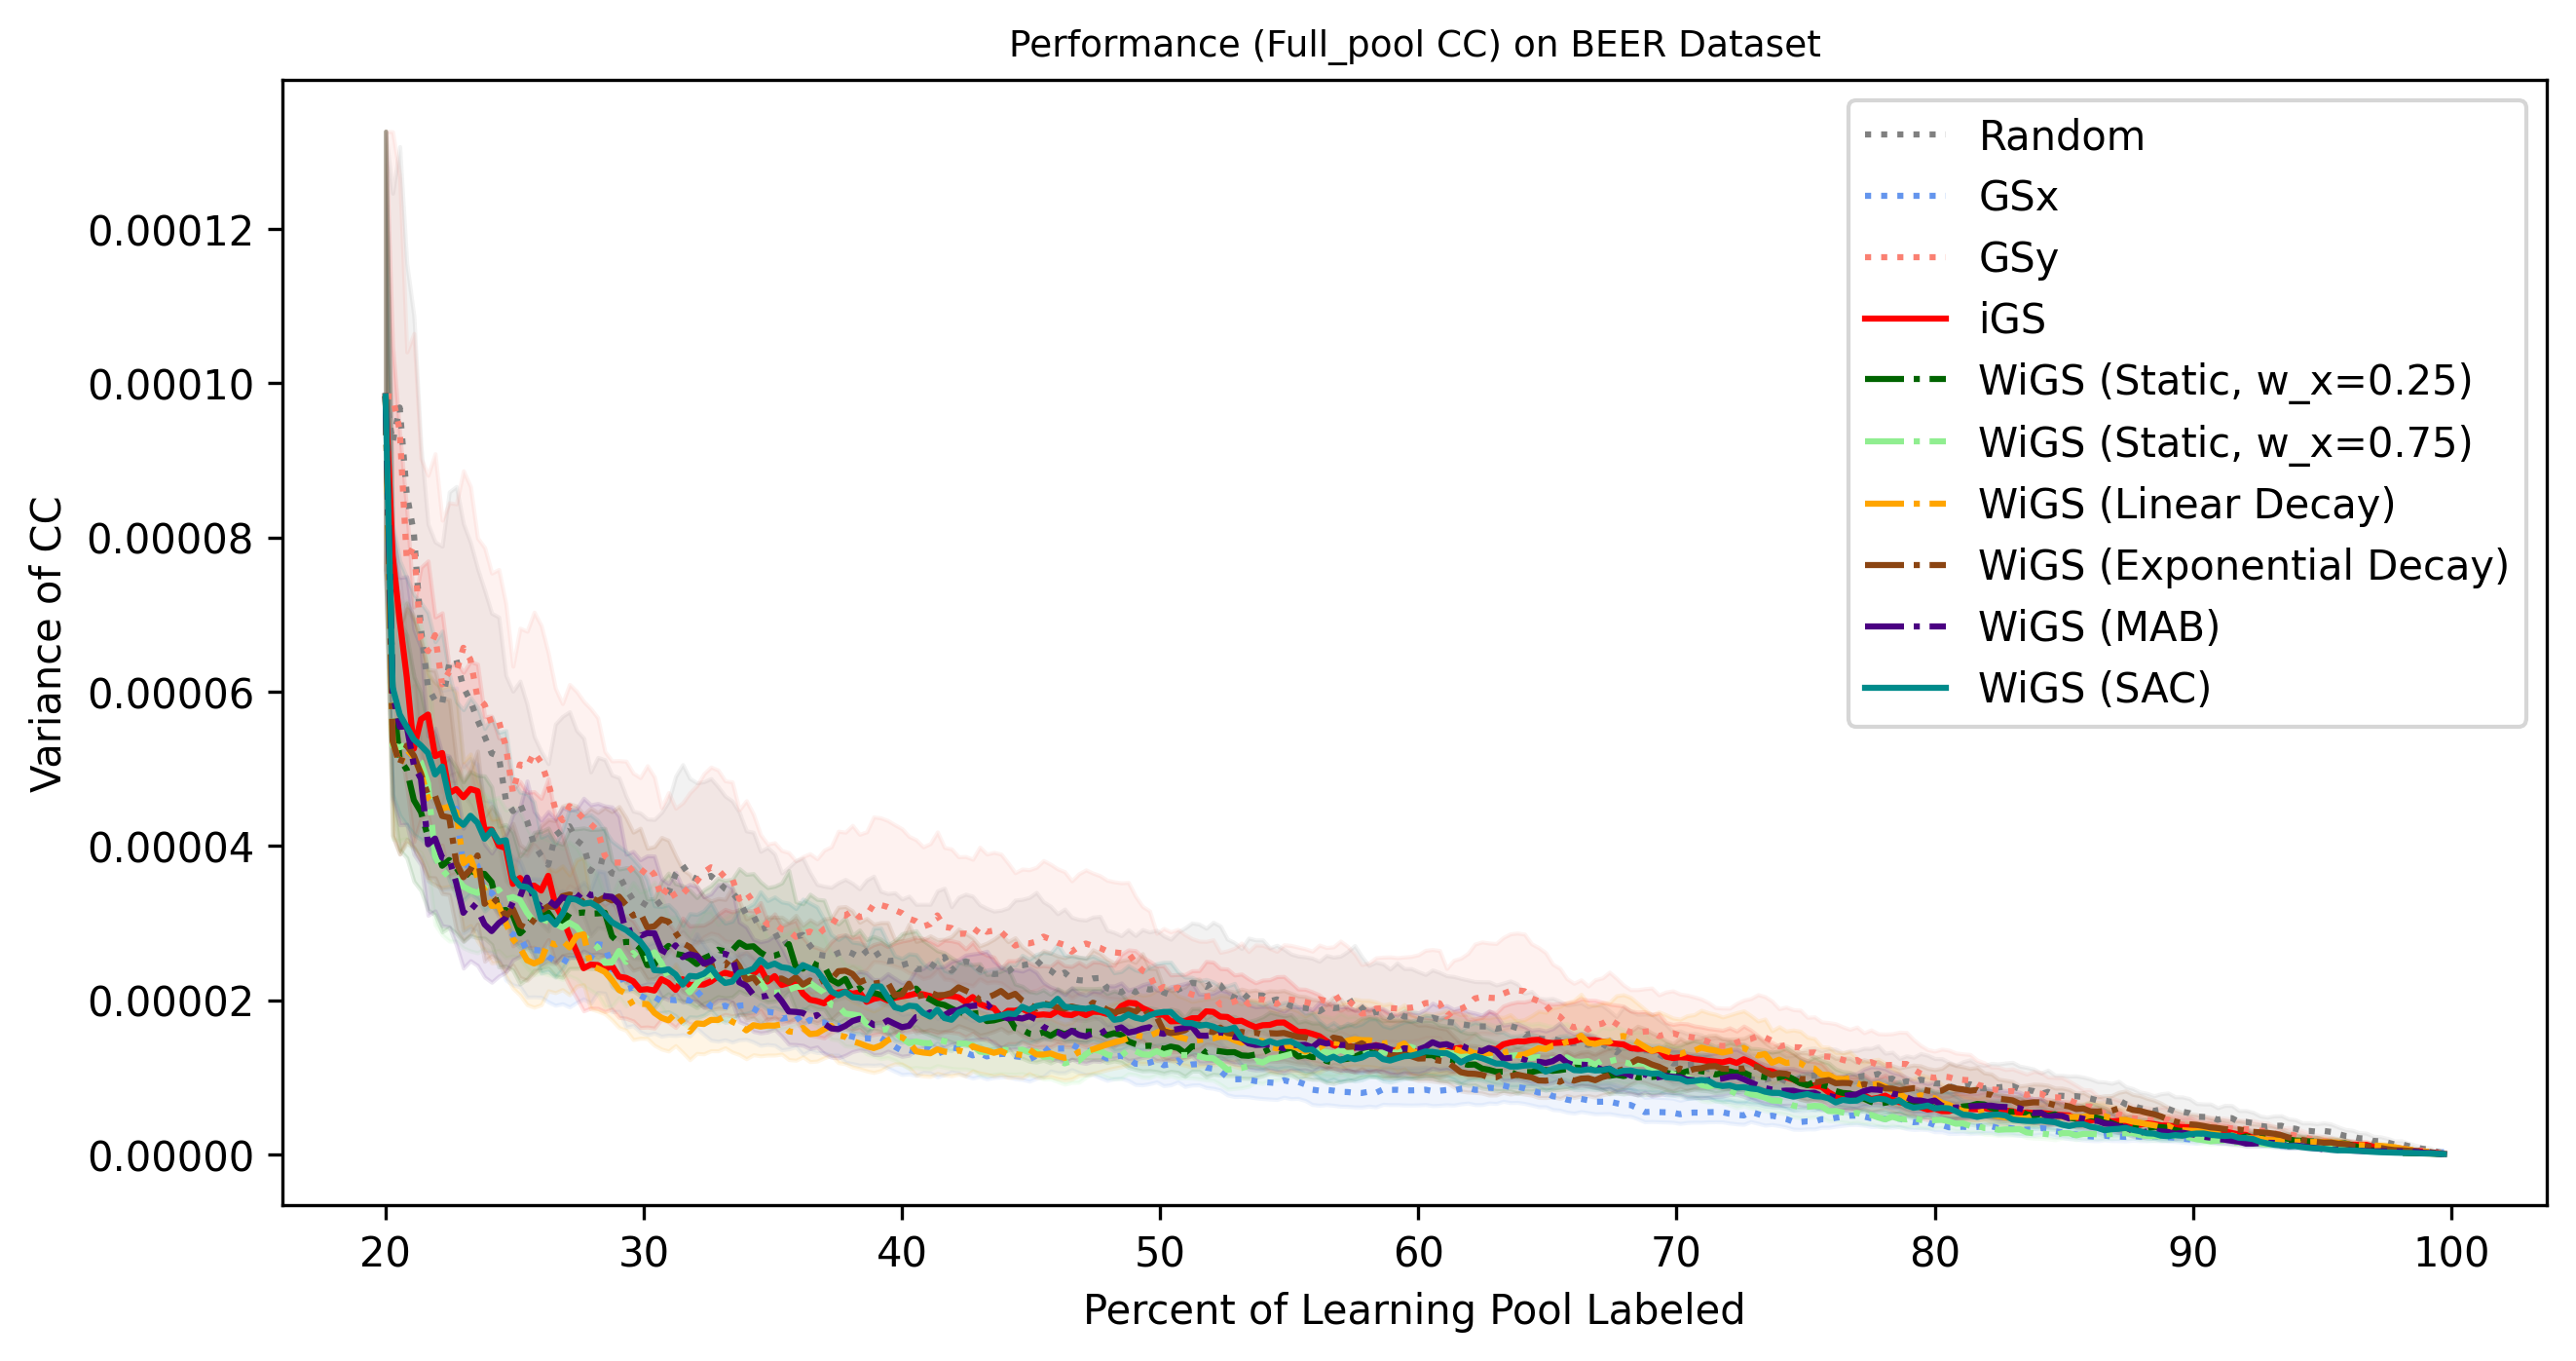 Performance (Full_pool CC) on BEER Dataset
Variance of CC
0.00012
0.00010
0.00008
0.00006
0.00004
0.00002
0.00000
Random
GSx
GSy
iGS
WiGS (Static, w_x=0.25)
WiGS (Static, w_x=0.75)
WiGS (Linear Decay)
WiGS (Exponential Decay)
WiGS (MAB)
WiGS (SAC)
20 30 40 50 60 70 80 90 100
Percent of Learning Pool Labeled